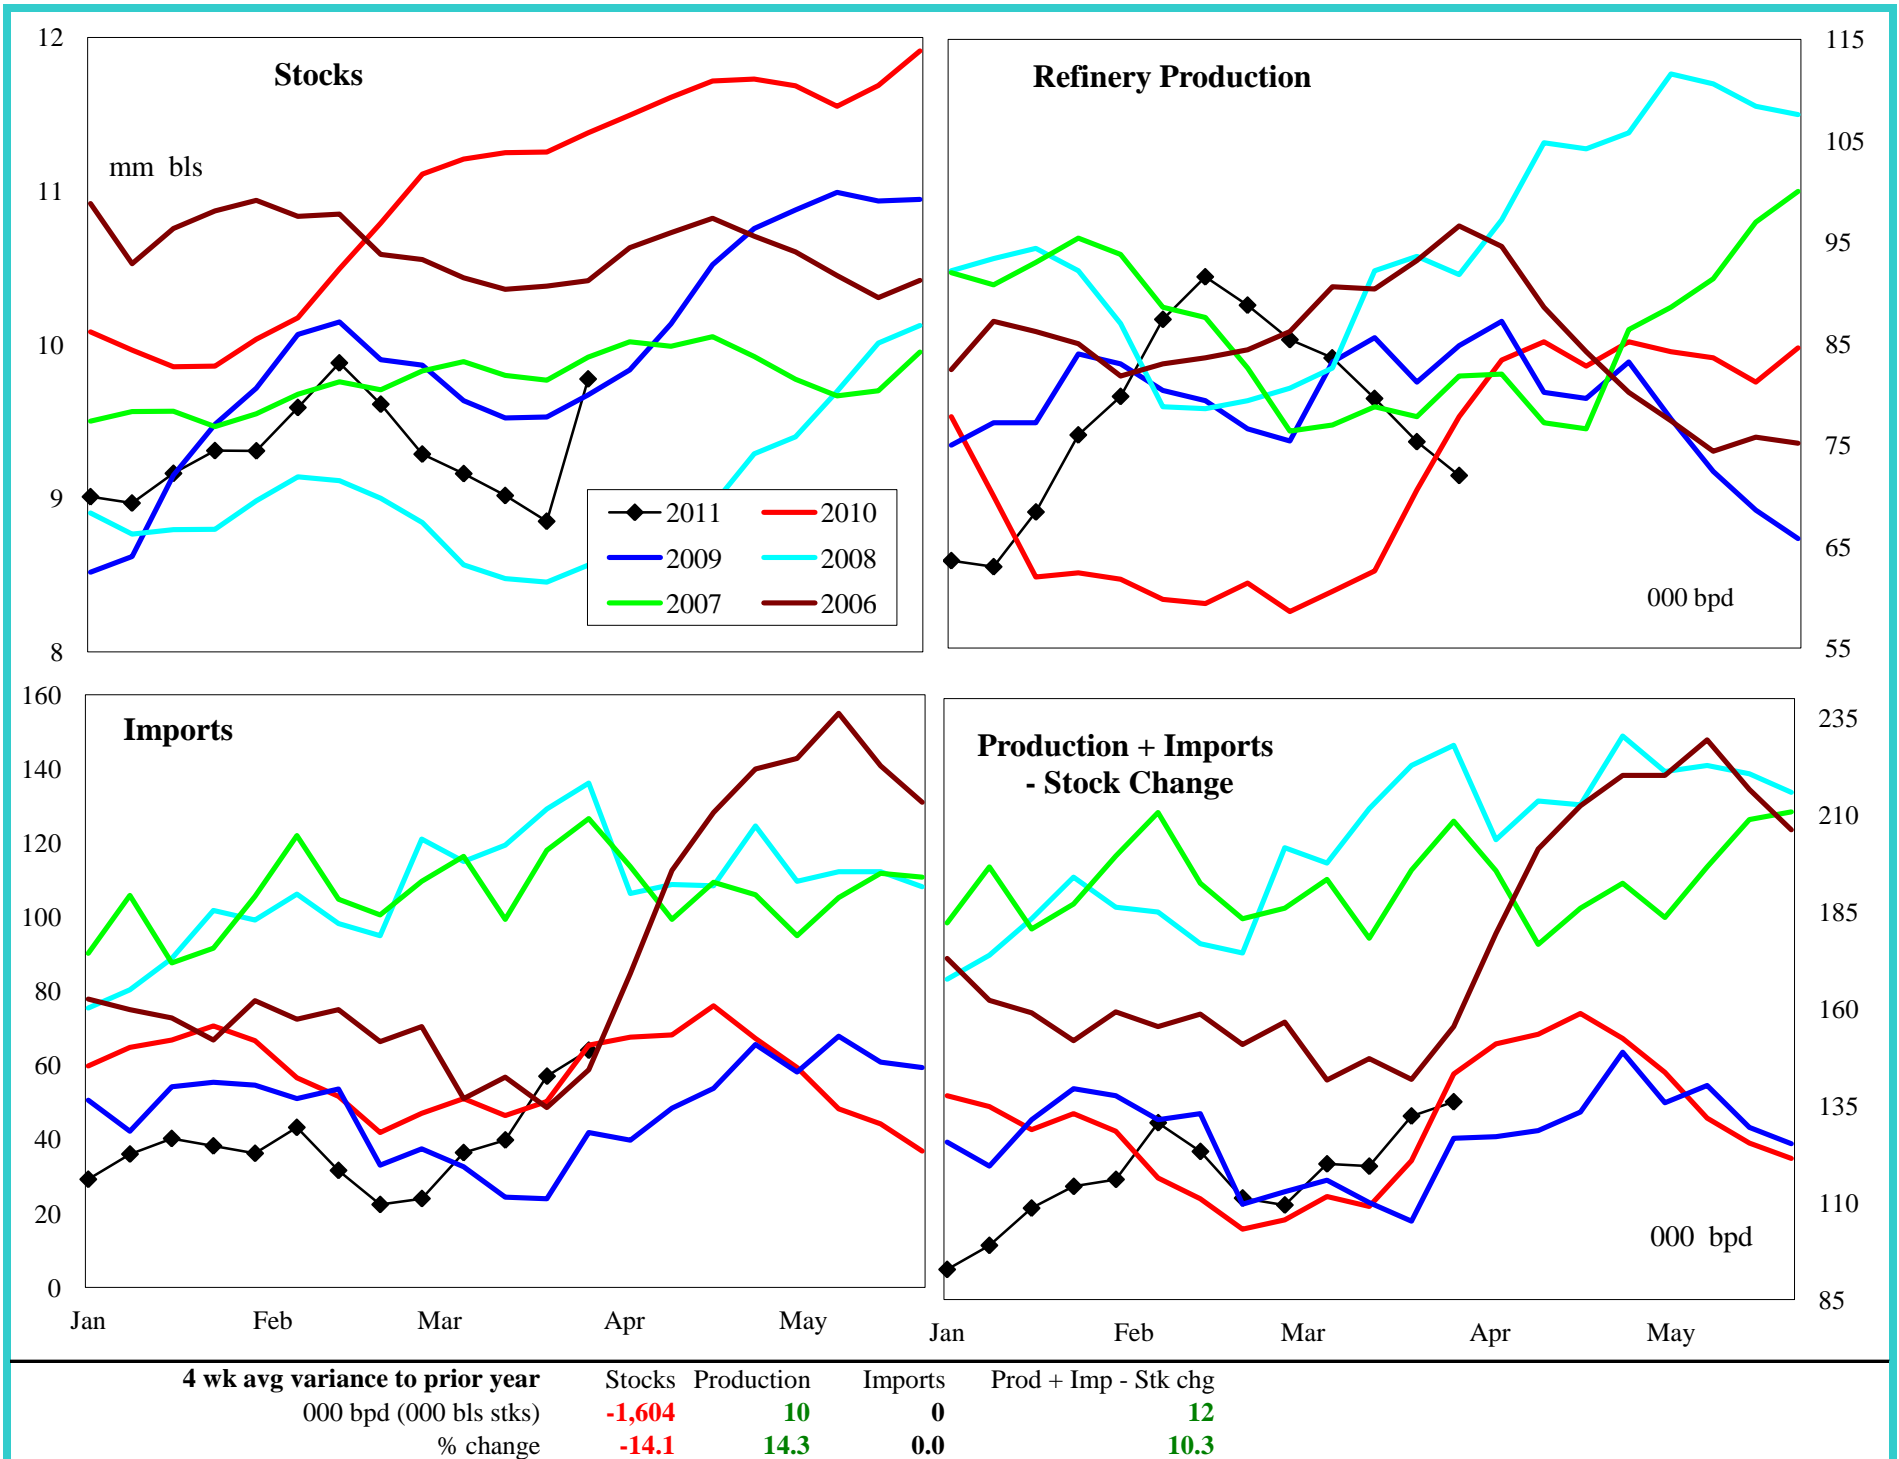 12
11
10
9
8
Stocks
mm bls
2011
2010
2009
2008
2007
2006
Refinery Production
000 bpd
115
105
95
85
75
65
55
160
140
120
100
80
60
40
20
0
Imports
Jan Feb Mar Apr May
Production + Imports
- Stock Change
000 bpd
235
210
185
160
135
110
85
Jan Feb Mar Apr May
4 wk avg variance to prior year Stocks Production Imports Prod + Imp - Stk chg
000 bpd (000 bls stks) -1,604 10 0 12
% change -14.1 14.3 0.0 10.3